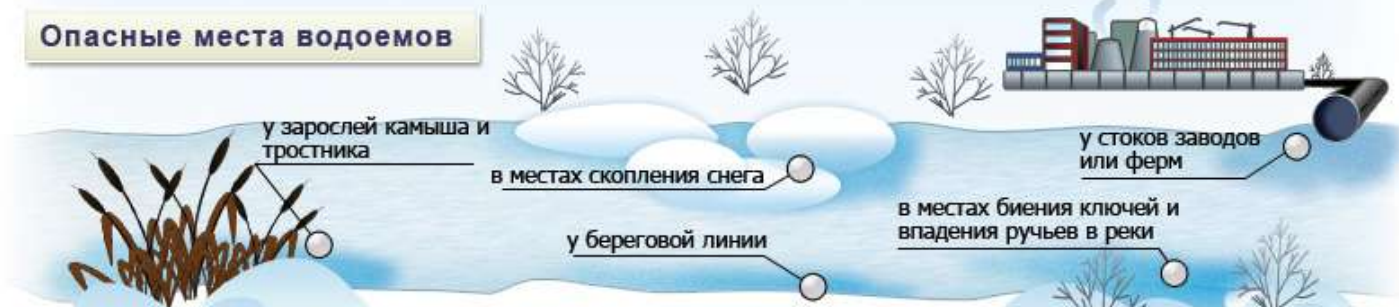 Опасные места водоемов
у зарослей камыша и
тростника
в местах скопления снега
у стоков заводов
или ферм
у береговой линии
в местах биения ключей и
впадения ручьев в реки